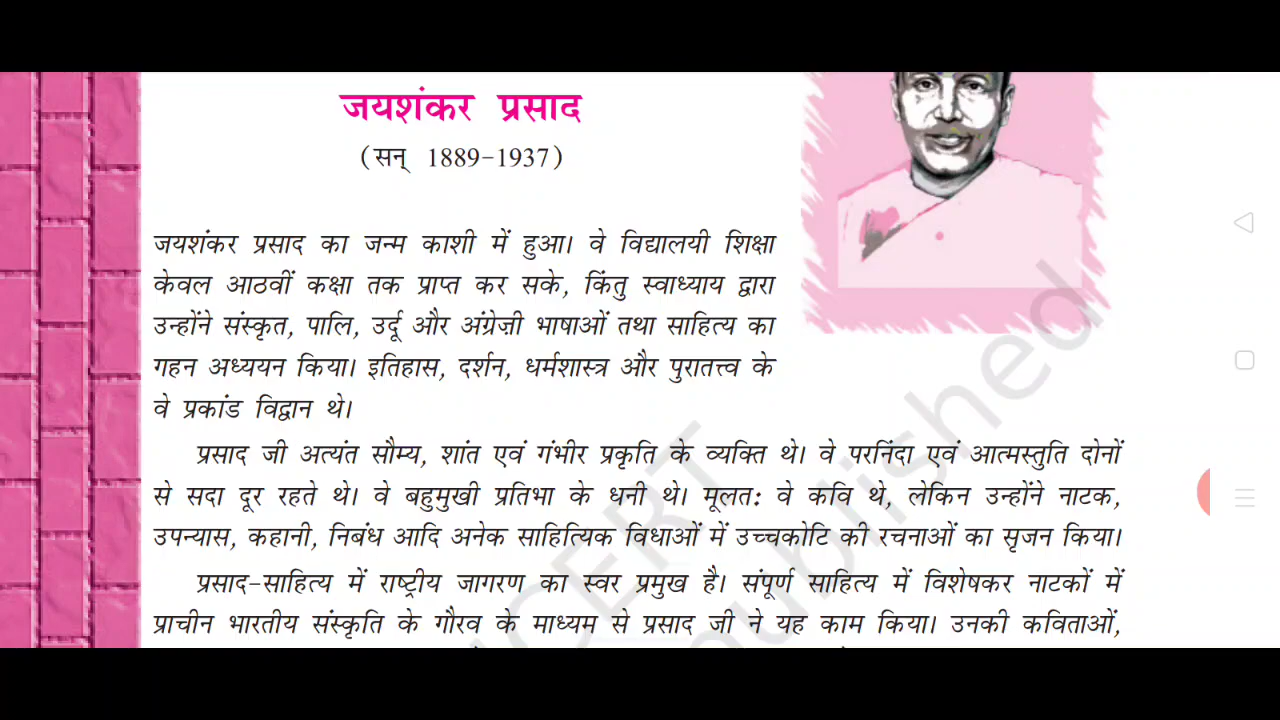 जयशंकर प्रसाद
(सन् 1889-1937)
जयशंकर प्रसाद का जन्म काशी में हुआ। वे विद्यालयी शिक्षा
केवल आठवीं कक्षा तक प्राप्त कर सके, किंतु स्वाध्याय द्वारा
उन्होंने संस्कृत, पालि, उर्दू और अंग्रेज़ी भाषाओं तथा साहित्य का
गहन अध्ययन किया। इतिहास, दर्शन, धर्मशास्त्र और पुरातत्त्व के
वे प्रकांड विद्वान थे।
प्रसाद जी अत्यंत सौम्य, शांत एवं गंभीर प्रकृति के व्यक्ति थे। वे परनिंदा एवं आत्मस्तुति दोनों
से सदा दूर रहते थे। वे बहुमुखी प्रतिभा के धनी थे। मूलतः वे कवि थे, लेकिन उन्होंने नाटक,
उपन्यास, कहानी, निबंध आदि अनेक साहित्यिक विधाओं में उच्चकोटि की रचनाओं का सृजन किया।
प्रसाद-साहित्य में राष्ट्रीय जागरण का स्वर प्रमुख है। संपूर्ण साहित्य में विशेषकर नाटकों में
प्राचीन भारतीय संस्कृति के गौरव के माध्यम से प्रसाद जी ने यह काम किया। उनकी कविताओं,
NCERT
published